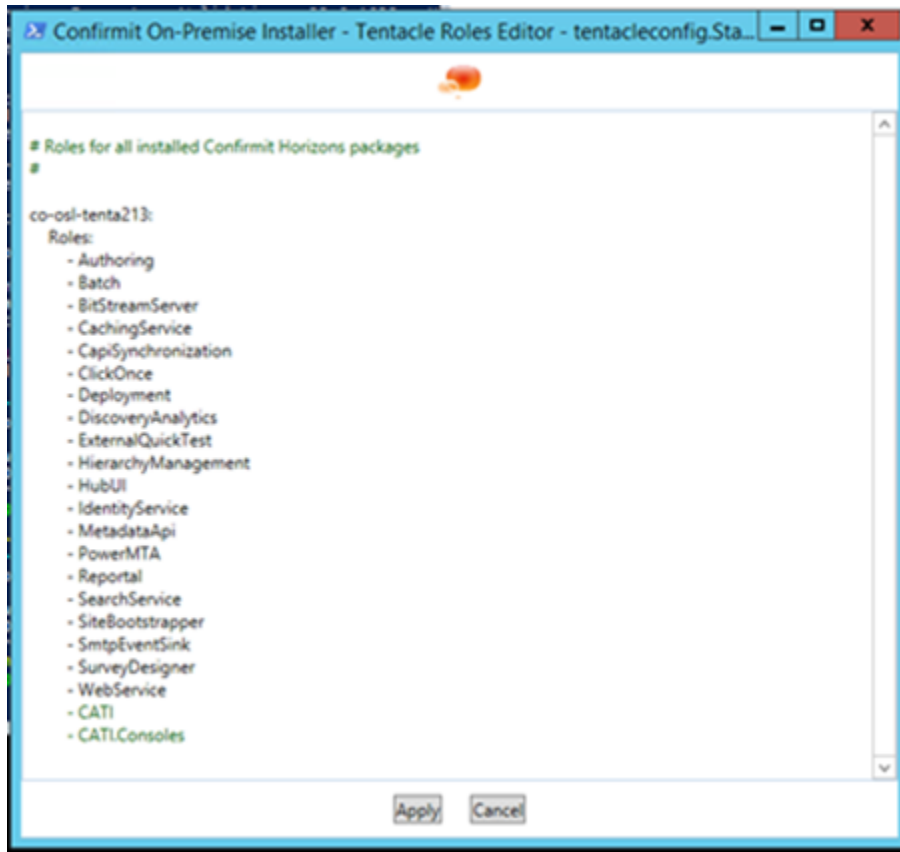 Confirmit On-Premise Installer - Tentacle Roles Editor - tentacleconfig.Sta...
# Roles for all installed Confirmit Horizons packages
#
co-osl-tenta213:
Roles:
- Authoring
- Batch
- BitStreamServer
- CachingService
- CapiSynchronization
- ClickOnce
- Deployment
- DiscoveryAnalytics
- ExternalQuickTest
- HierarchyManagement
- HubUI
- IdentityService
- MetadataApi
- PowerMTA
- Reportal
- SearchService
- SiteBootstrapper
- SmtpEventSink
- SurveyDesigner
- WebService
- CATI
- CATI.Consoles
Apply Cancel